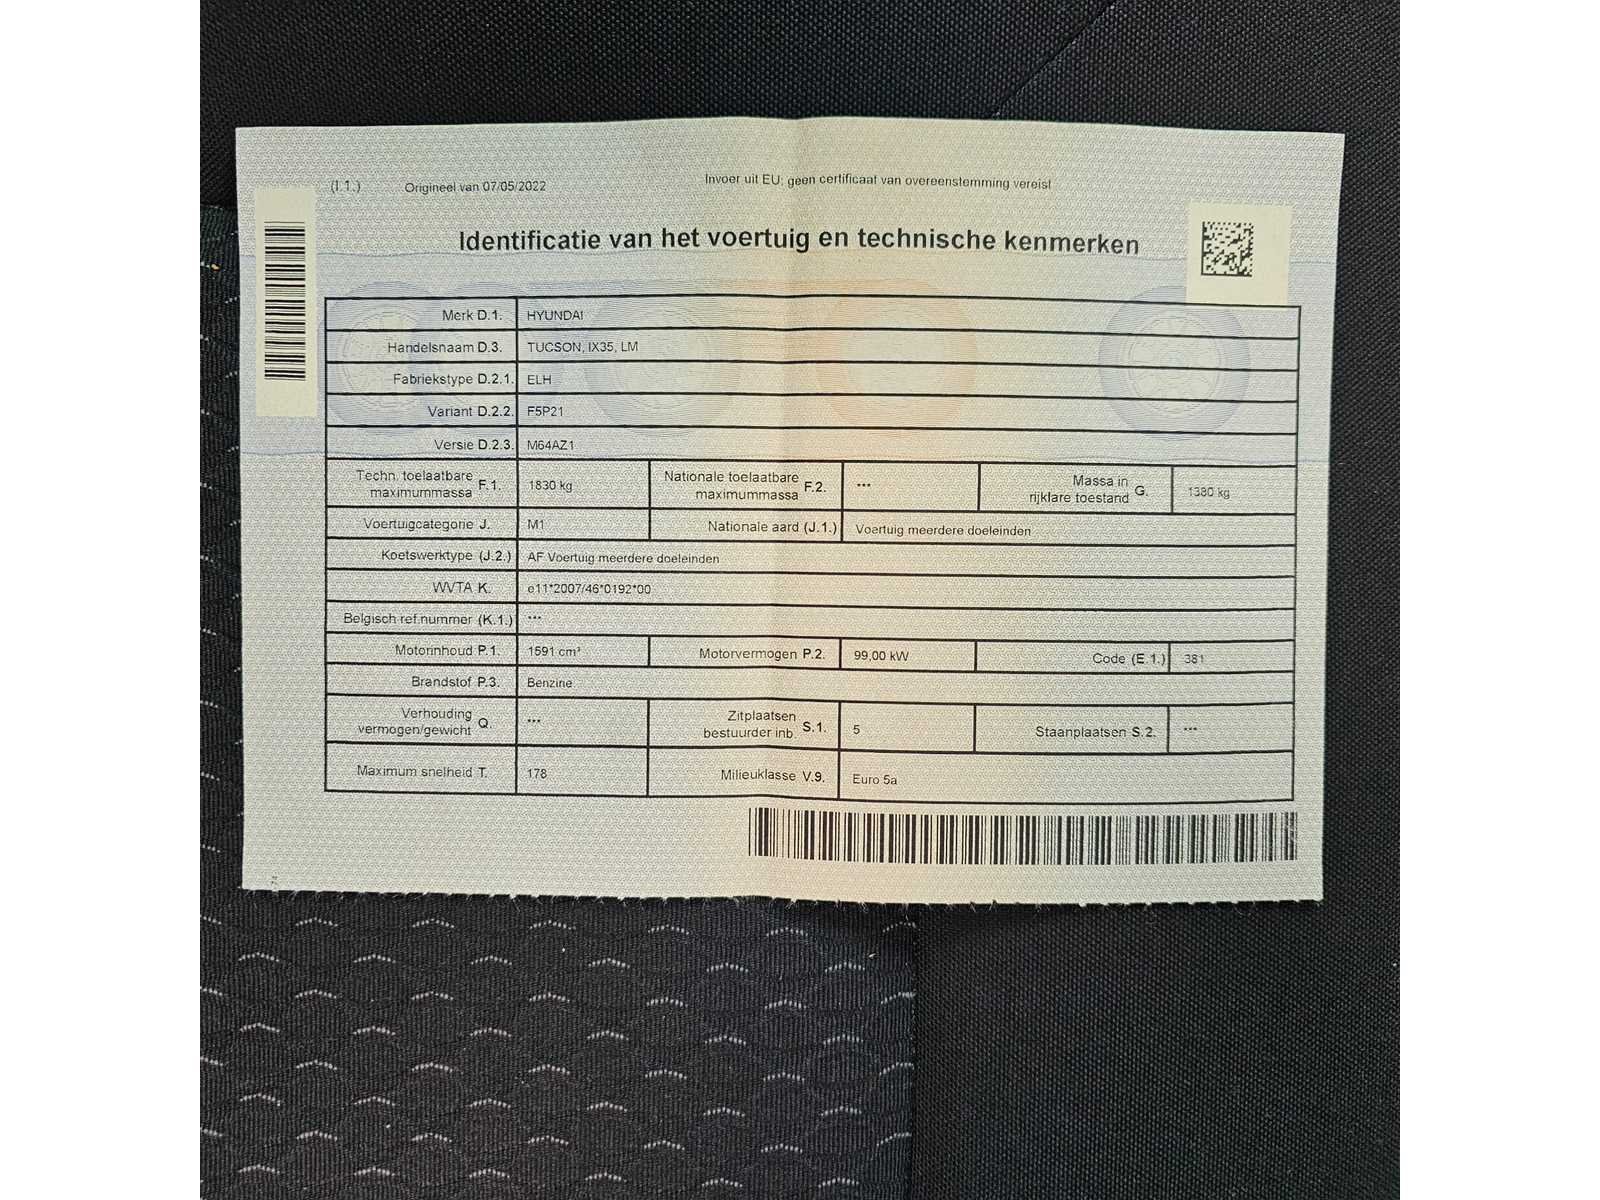 (I.1.) Origineel van 07/05/2022 Invoer uit EU; geen certificaat van overeenstemming vereist
Identificatie van het voertuig en technische kenmerken
Merk D.1. HYUNDAI
Handelsnaam D.3. TUCSON, IX35, LM
Fabriekstype D.2.1. ELH
Variant D.2.2. F5P21
Versie D.2.3. M64AZ1
Techn. toelaatbare maximummassa F.1. 1830 kg Nationale toelaatbare maximummassa F.2. *** Massa in rijklare toestand G. 1380 kg
Voertuigcategorie J. M1 Nationale aard (J.1.) Voertuig meerdere doeleinden
Koetswerktype (J.2.) AF Voertuig meerdere doeleinden
WVTA K. e11*2007/46*0192*00
Belgisch ref.nummer (K.1.) ***
Motorinhoud P.1. 1591 cm³ Motorvermogen P.2. 99,00 kW Code (E.1.) 381
Brandstof P.3. Benzine
Verhouding vermogen/gewicht Q. *** Zitplaatsen bestuurder inb. S.1. 5 Staanplaatsen S.2. ***
Maximum snelheid T. 178 Milieuklasse V.9. Euro 5a
74